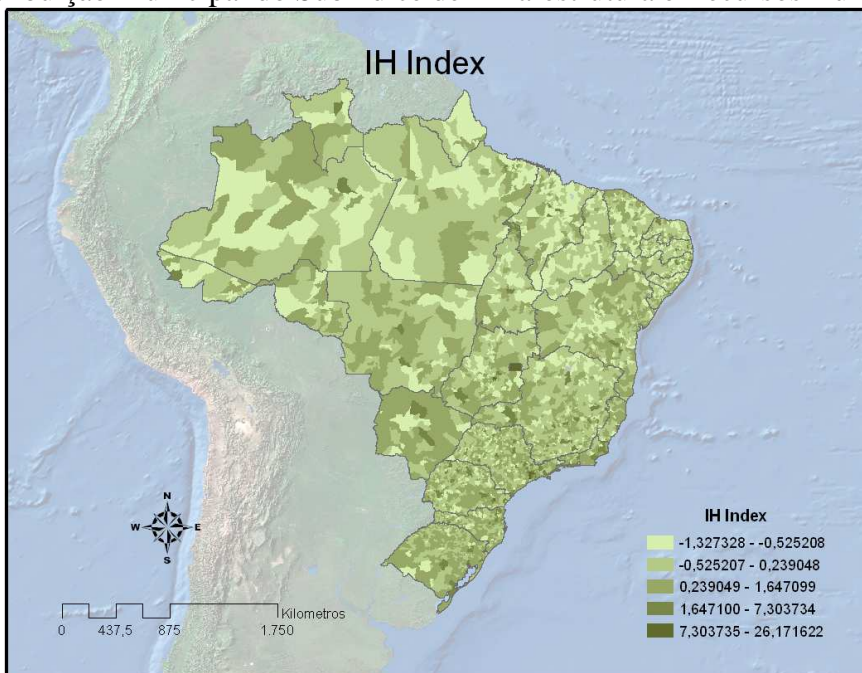 IH Index
N
W E
S
Kilometros
0 437,5 875 1.750
IH Index
-1,327328 - -0,525208
-0,525207 - 0,239048
0,239049 - 1,647099
1,647100 - 7,303734
7,303735 - 26,171622